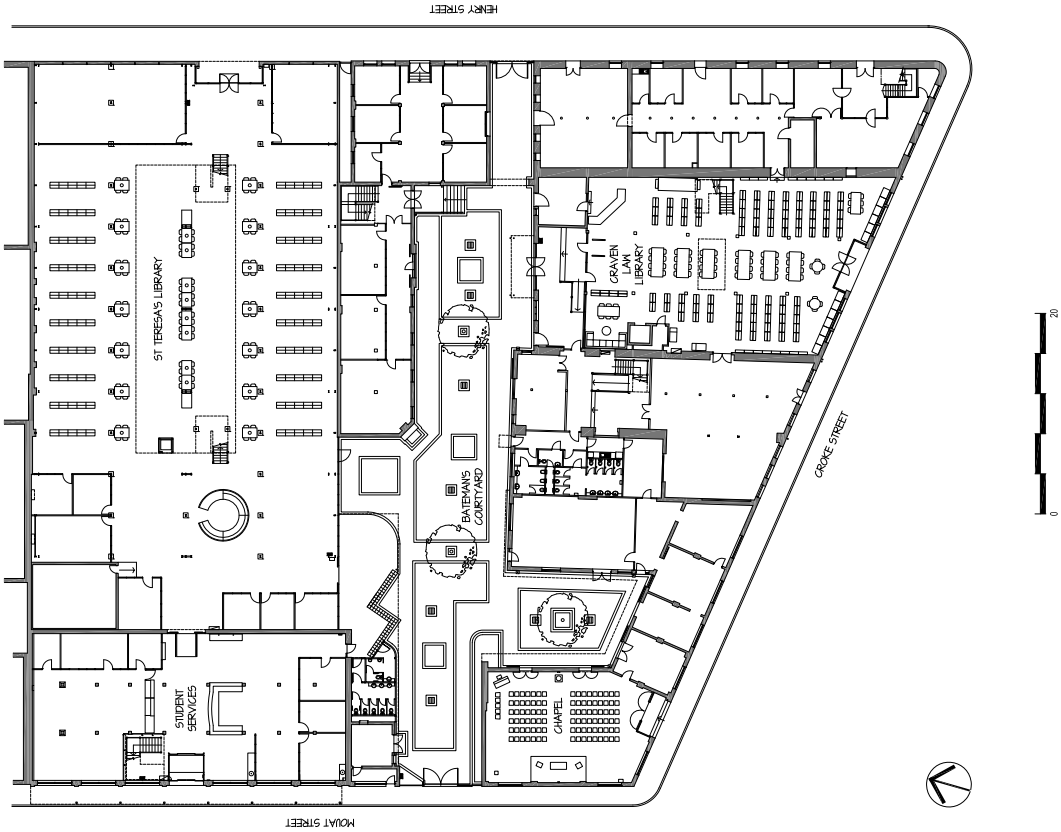 HENRY STREET
ST TERESA'S LIBRARY
CRAVEN
LAW
LIBRARY
20
0
CROKE STREET
BATEMAN'S
COURTYARD
STUDENT
SERVICES
CHAPEL
MOUAT STREET